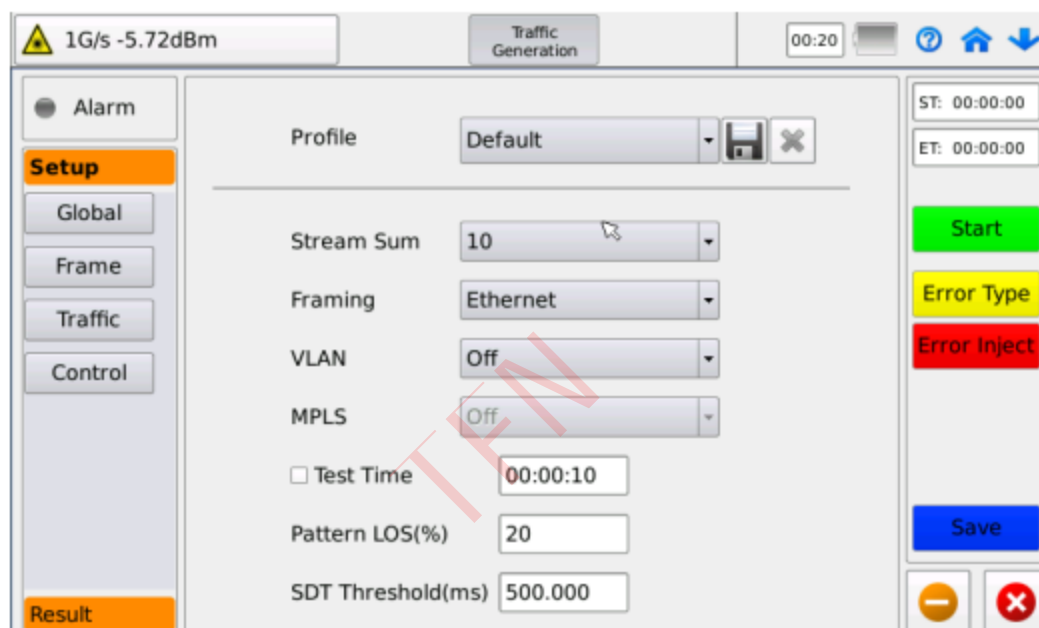 1G/s -5.72dBm
Traffic
Generation
00:20
Alarm
Setup
Global
Frame
Traffic
Control
Result
Profile
Default
Stream Sum
10
Framing
Ethernet
VLAN
Off
MPLS
Off
Test Time
00:00:10
Pattern LOS(%)
20
SDT Threshold(ms)
500.000
TFN
ST: 00:00:00
ET: 00:00:00
Start
Error Type
Error Inject
Save